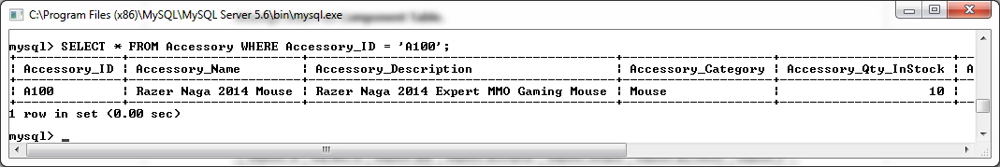 omponent Table.
C:\Program Files (x86)\MySQL\MySQL Server 5.6\bin\mysql.exe
mysql> SELECT * FROM Accessory WHERE Accessory_ID = 'A100';
| Accessory_ID | Accessory_Name | Accessory_Description | Accessory_Category | Accessory_Qty_InStock | A
| A100 | Razer Naga 2014 Mouse | Razer Naga 2014 Expert MMO Gaming Mouse | Mouse | 10 |
1 row in set (0.00 sec)
mysql> _